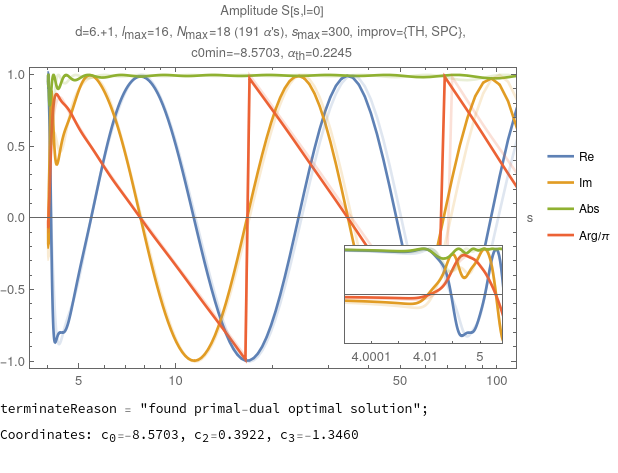 Amplitude S[s,l=0]
d=6.+1, lmax=16, Nmax=18 (191 α's), smax=300, improv={TH, SPC},
c0min=-8.5703, αth=0.2245
1.0
0.5
0.0
-0.5
-1.0
5
10
50
100
s
Re
Im
Abs
Arg/π
4.0001
4.01
5
terminateReason = "found primal-dual optimal solution";
Coordinates: c0=-8.5703, c2=0.3922, c3=-1.3460